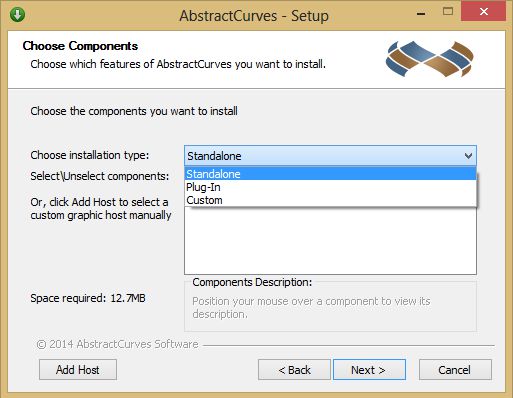 AbstractCurves - Setup
Choose Components
Choose which features of AbstractCurves you want to install.
Choose the components you want to install
Choose installation type:
Standalone
Standalone
Plug-In
Custom
Select\Unselect components:
Or, click Add Host to select a
custom graphic host manually
Components Description:
Position your mouse over a component to view its
description.
Space required: 12.7MB
© 2014 AbstractCurves Software
Add Host
< Back
Next >
Cancel